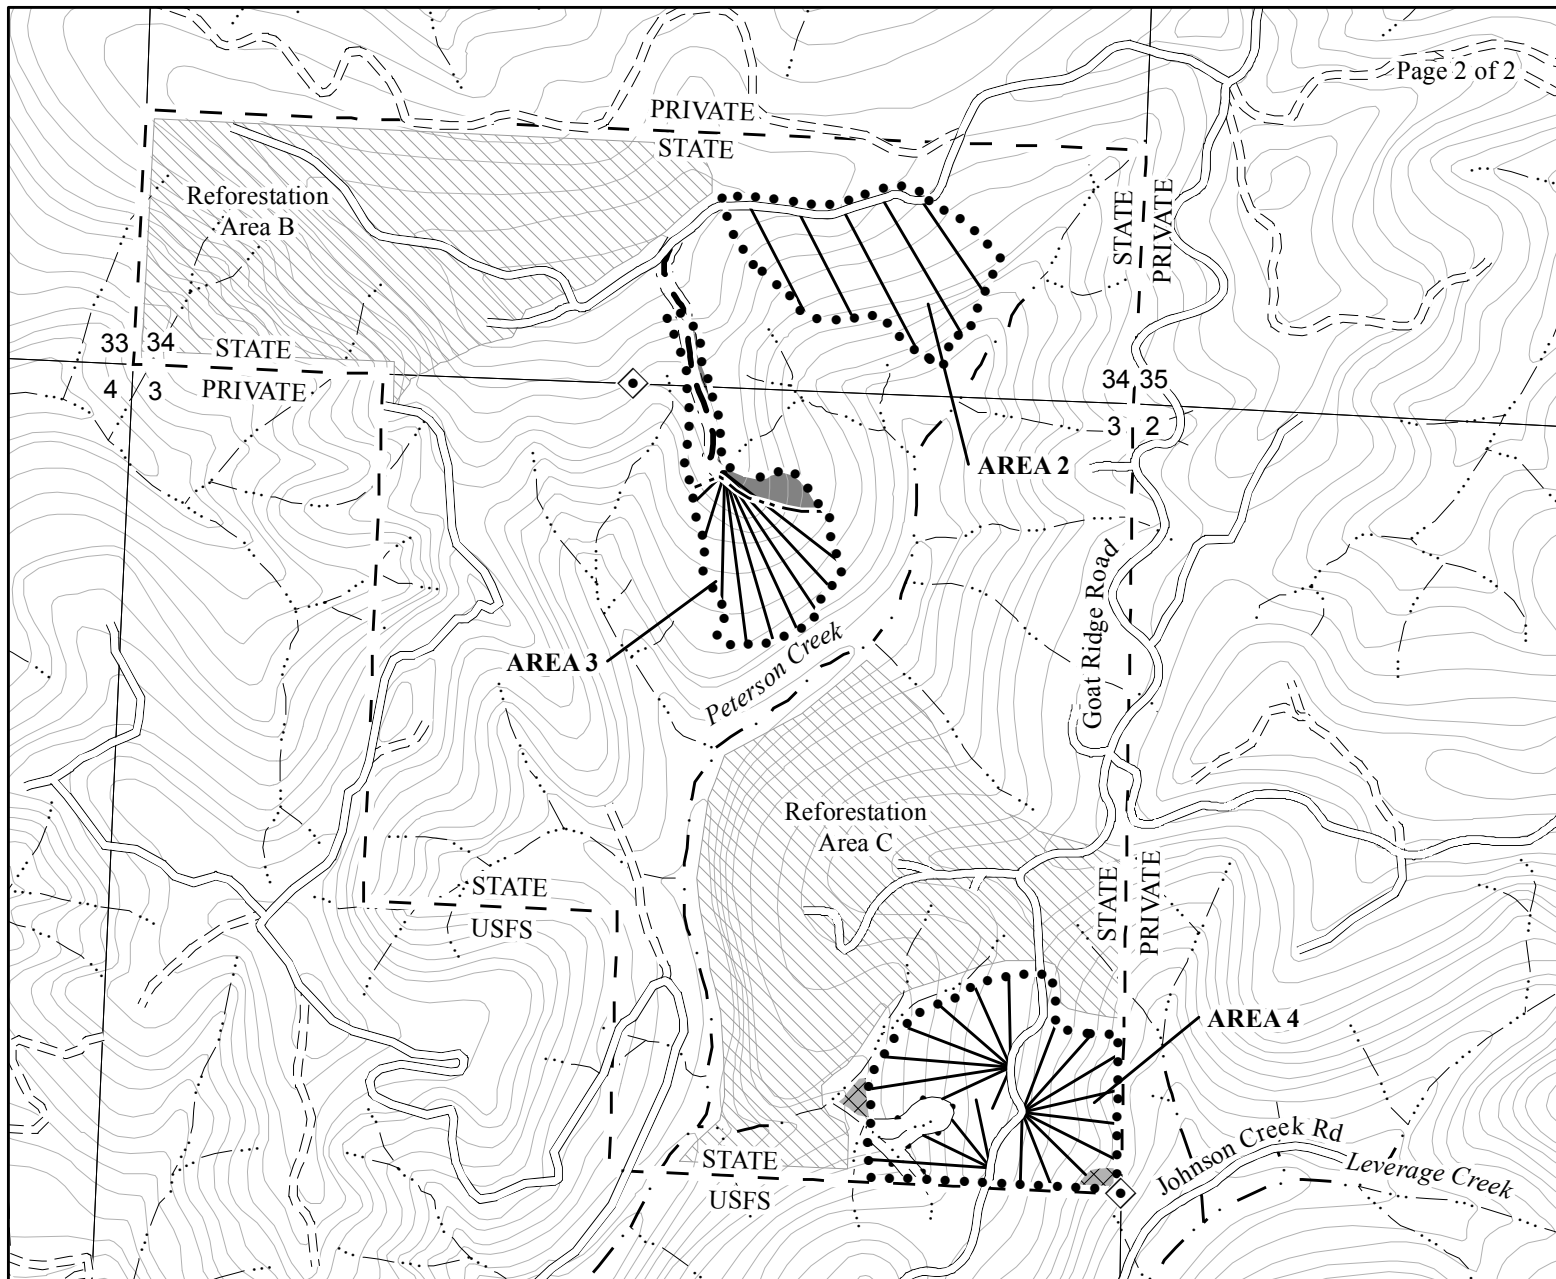 Page 2 of 2
PRIVATE
STATE
Reforestation
Area B
STATE
PRIVATE
33 34
STATE
4 3
PRIVATE
34 35
3 2
AREA 2
Goat Ridge Road
AREA 3
Peterson Creek
Reforestation
Area C
STATE
PRIVATE
STATE
USFS
AREA 4
Johnson Creek Rd
Leverage Creek
STATE
USFS